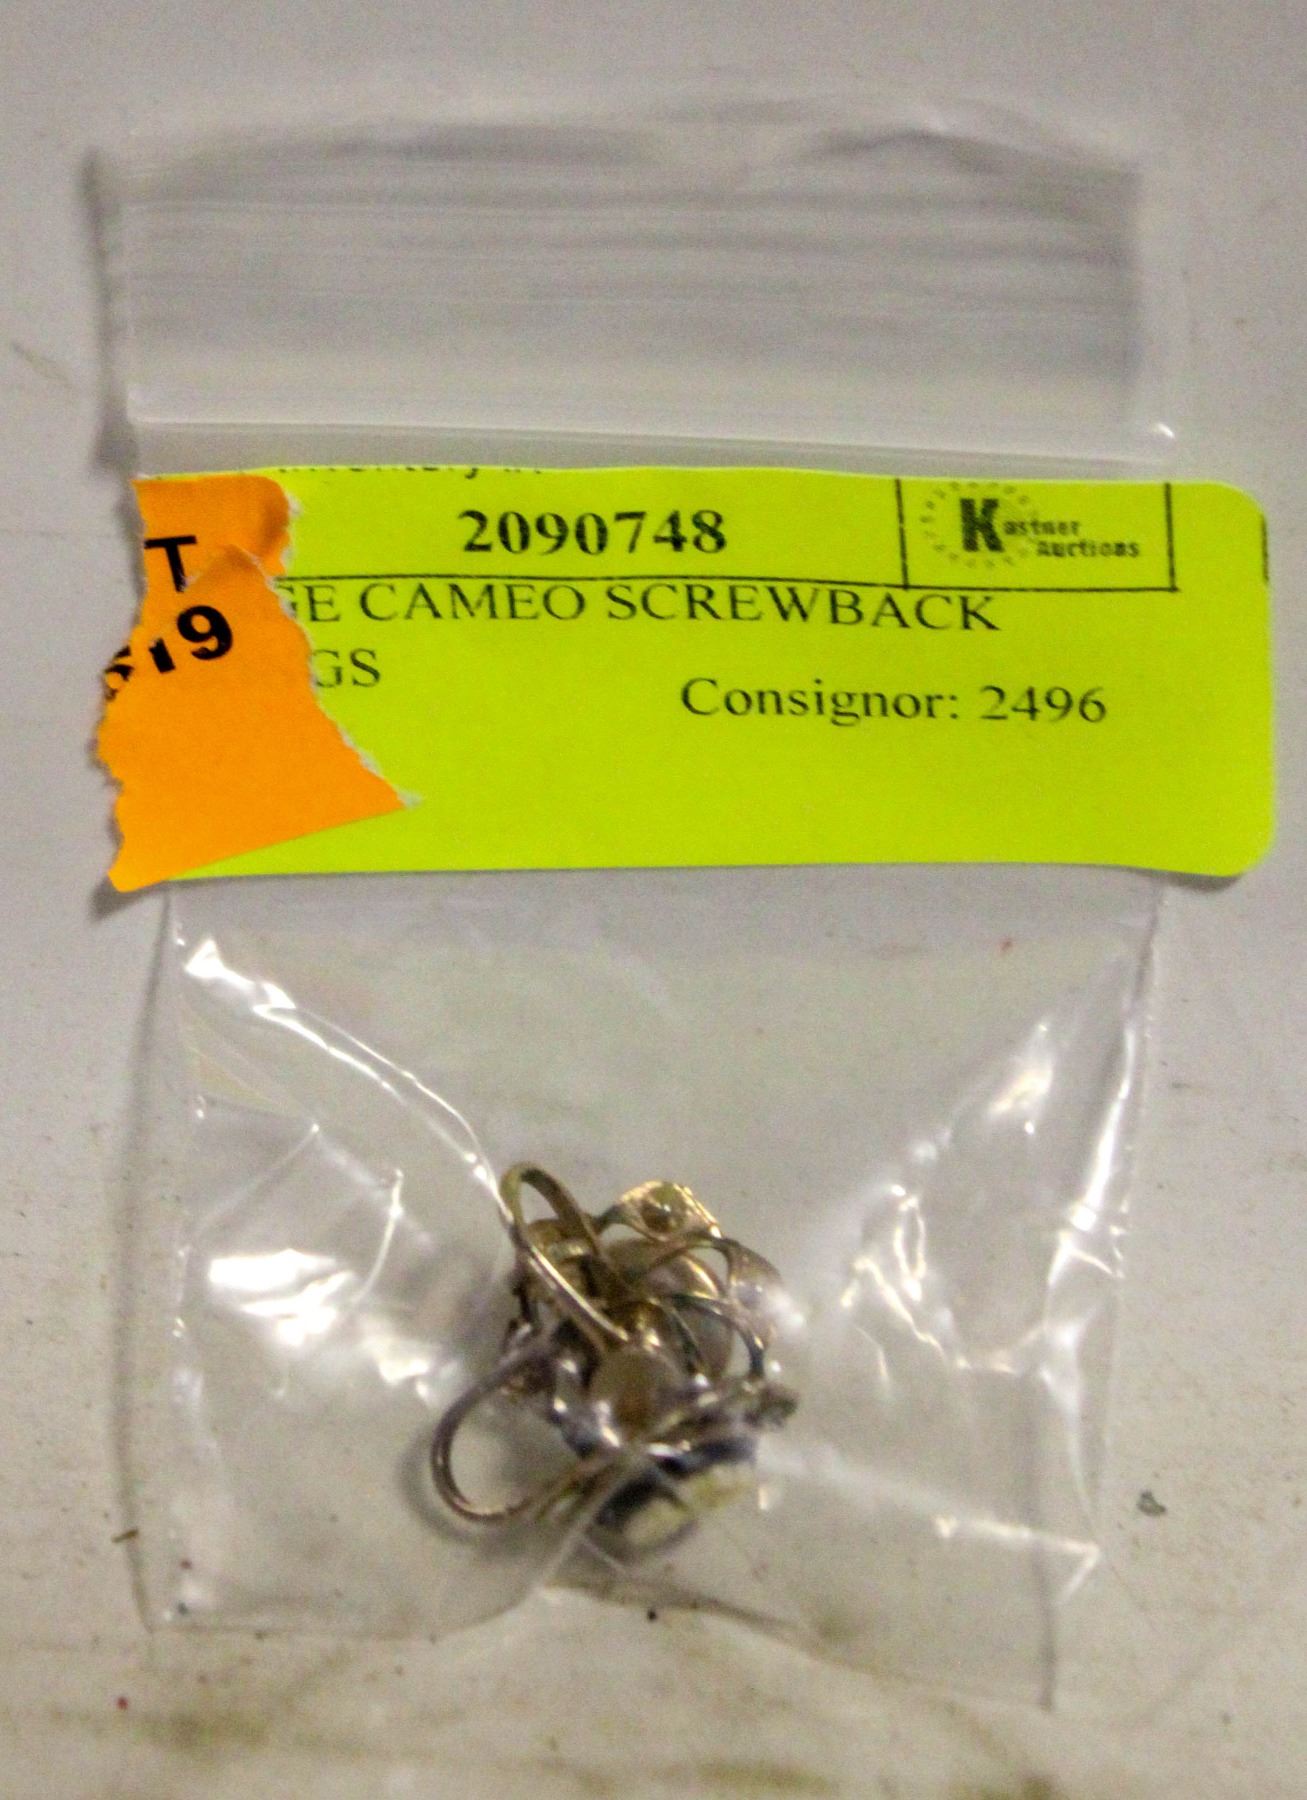 2090748
Kastner
Auctions
GE CAMEO SCREWBACK
GS
Consignor: 2496
T
19